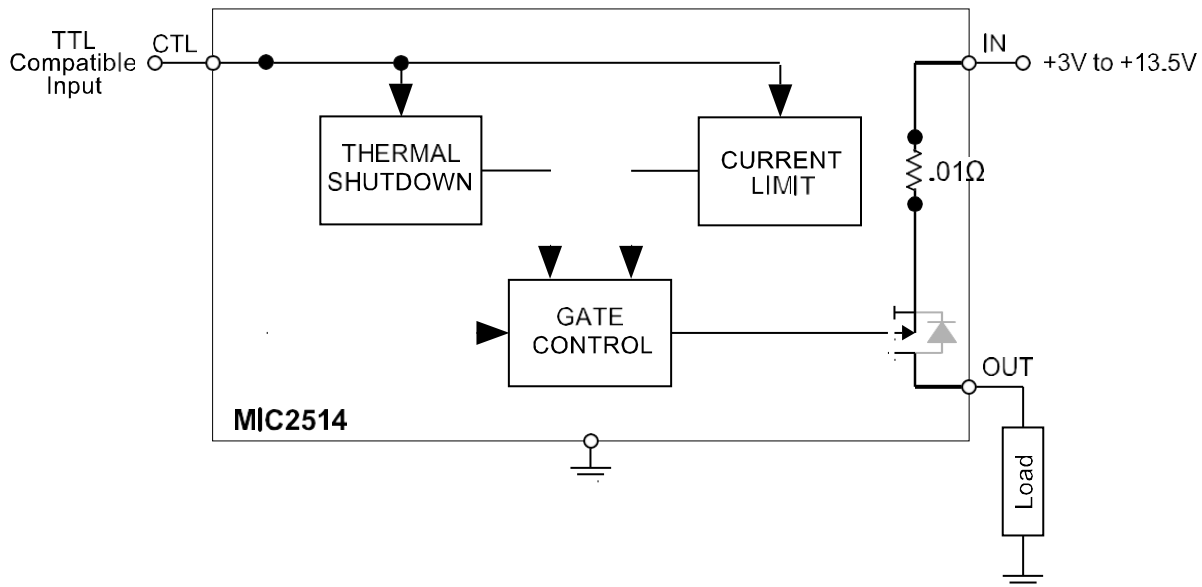 TTL
Compatible
Input
CTL
IN
+3V to +13.5V
THERMAL
SHUTDOWN
CURRENT
LIMIT
.01Ω
GATE
CONTROL
OUT
MIC2514
Load